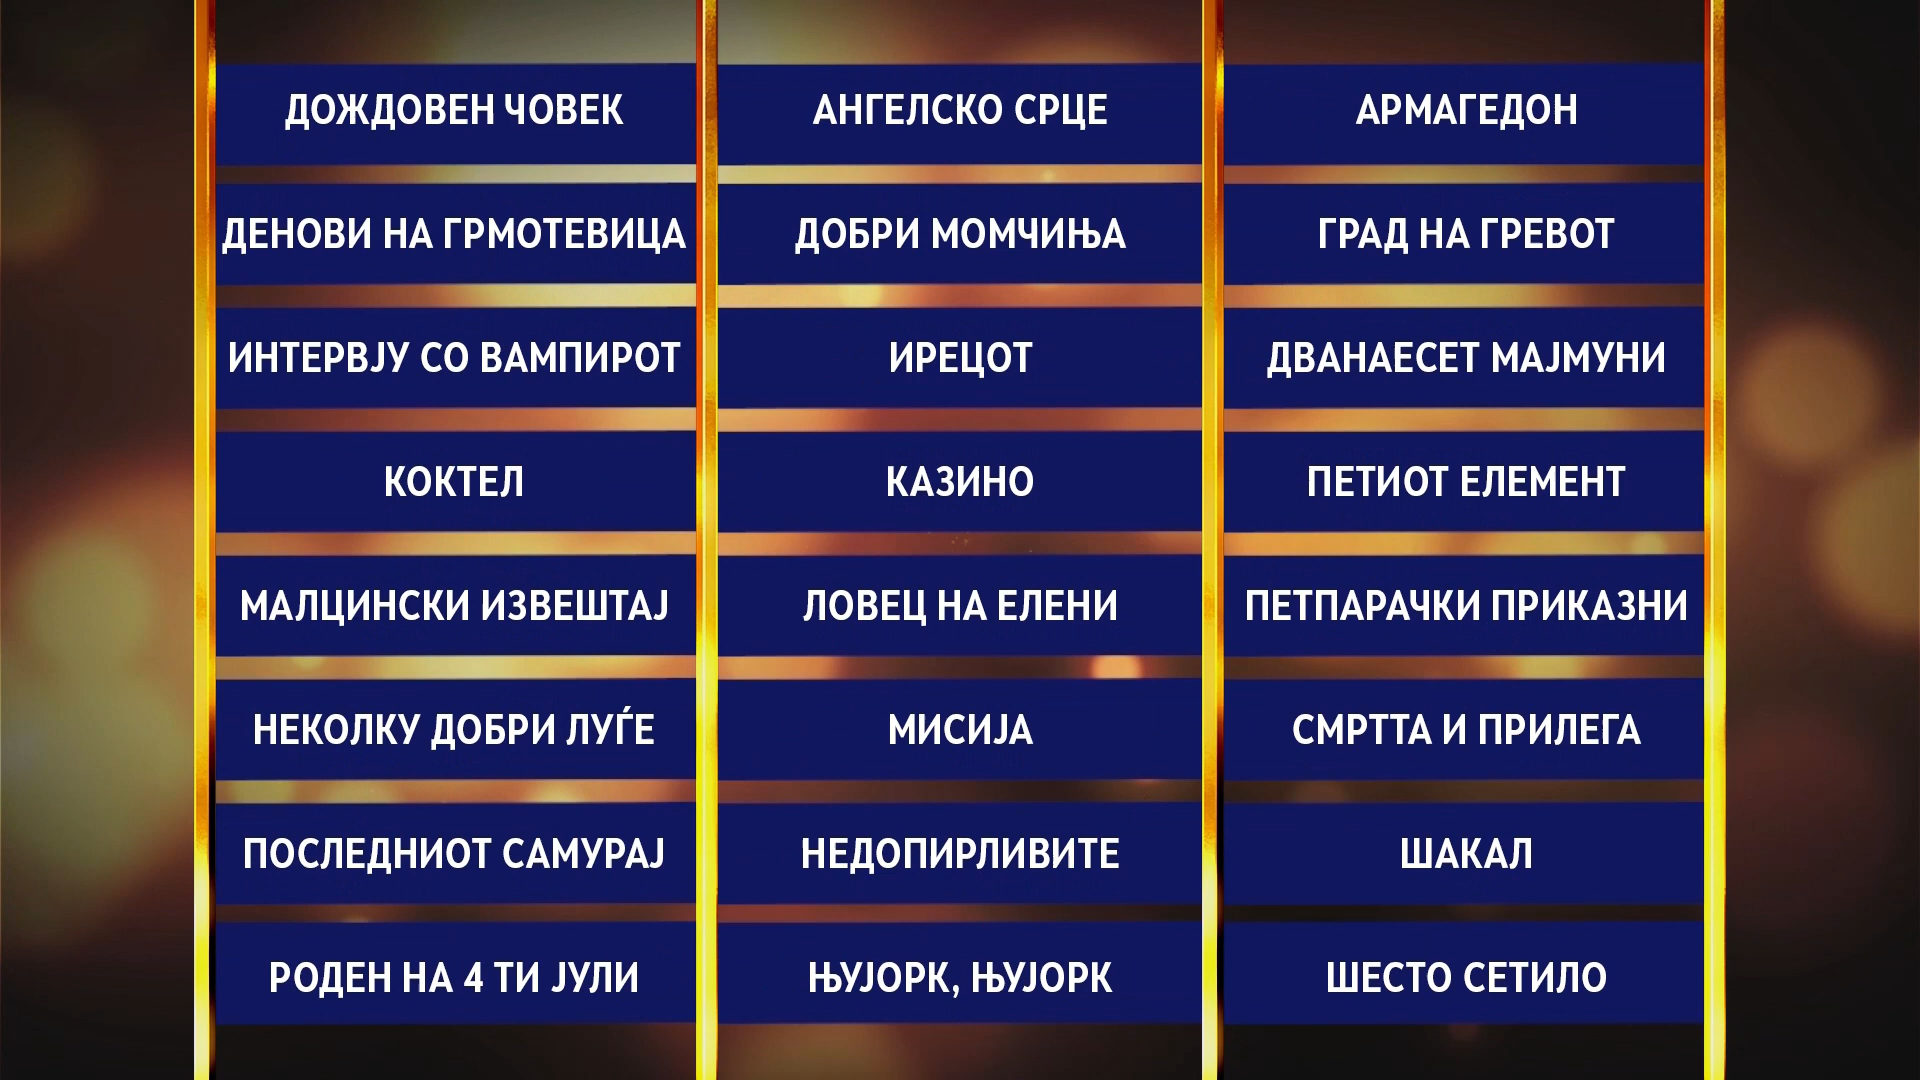 ДОЖДОВЕН ЧОВЕК
ДЕНОВИ НА ГРМОТЕВИЦА
ИНТЕРВЈУ СО ВАМПИРОТ
КОКТЕЛ
МАЛЦИНСКИ ИЗВЕШТАЈ
НЕКОЛКУ ДОБРИ ЛУЃЕ
ПОСЛЕДНИОТ САМУРАЈ
РОДЕН НА 4 ТИ ЈУЛИ
АНГЕЛСКО СРЦЕ
ДОБРИ МОМЧИЊА
ИРЕЦОТ
КАЗИНО
ЛОВЕЦ НА ЕЛЕНИ
МИСИЈА
НЕДОПИРЛИВИТЕ
ЊУЈОРК, ЊУЈОРК
АРМАГЕДОН
ГРАД НА ГРЕВОТ
ДВАНАЕСЕТ МАЈМУНИ
ПЕТИОТ ЕЛЕМЕНТ
ПЕТПАРАЧКИ ПРИКАЗНИ
СМРТТА И ПРИЛЕГА
ШАКАЛ
ШЕСТО СЕТИЛО